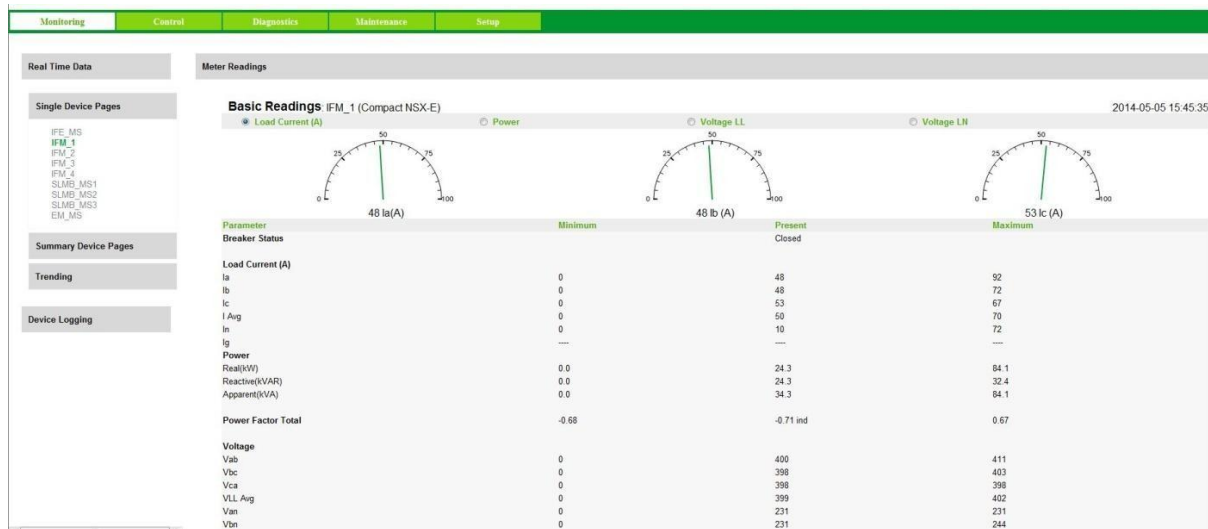 Monitoring Control Diagnostics Maintenance Setup
Real Time Data
Single Device Pages
IFE_MS
IFM_1
IFM_2
IFM_3
IFM_4
SLMB_MS1
SLMB_MS2
SLMB_MS3
EM_MS
Summary Device Pages
Trending
Device Logging
Meter Readings
Basic Readings: IFM_1 (Compact NSX-E) 2014-05-05 15:45:35
Load Current (A) Power Voltage LL Voltage LN
0 25 50 75 100
48 Ia(A)
0 25 50 75 100
48 Ib (A)
0 25 50 75 100
53 Ic (A)
Parameter Minimum Present Maximum
Breaker Status Closed
Load Current (A)
Ia 0 48 92
Ib 0 48 72
Ic 0 53 67
I Avg 0 50 70
In 0 10 72
Ig ---- ---- ----
Power
Real(kW) 0.0 24.3 84.1
Reactive(kVAR) 0.0 24.3 32.4
Apparent(kVA) 0.0 34.3 84.1
Power Factor Total -0.68 -0.71 ind 0.67
Voltage
Vab 0 400 411
Vbc 0 398 403
Vca 0 398 398
VLL Avg 0 399 402
Van 0 231 231
Vbn 0 231 244